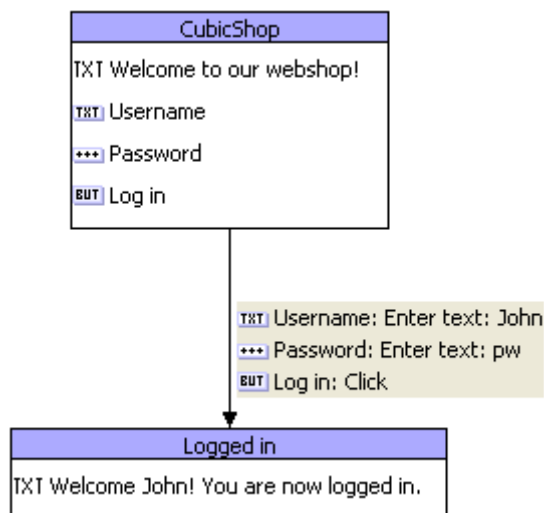 CubicShop
TXT Welcome to our webshop!
TXT Username
+++ Password
BUT Log in
TXT Username: Enter text: John
+++ Password: Enter text: pw
BUT Log in: Click
Logged in
TXT Welcome John! You are now logged in.